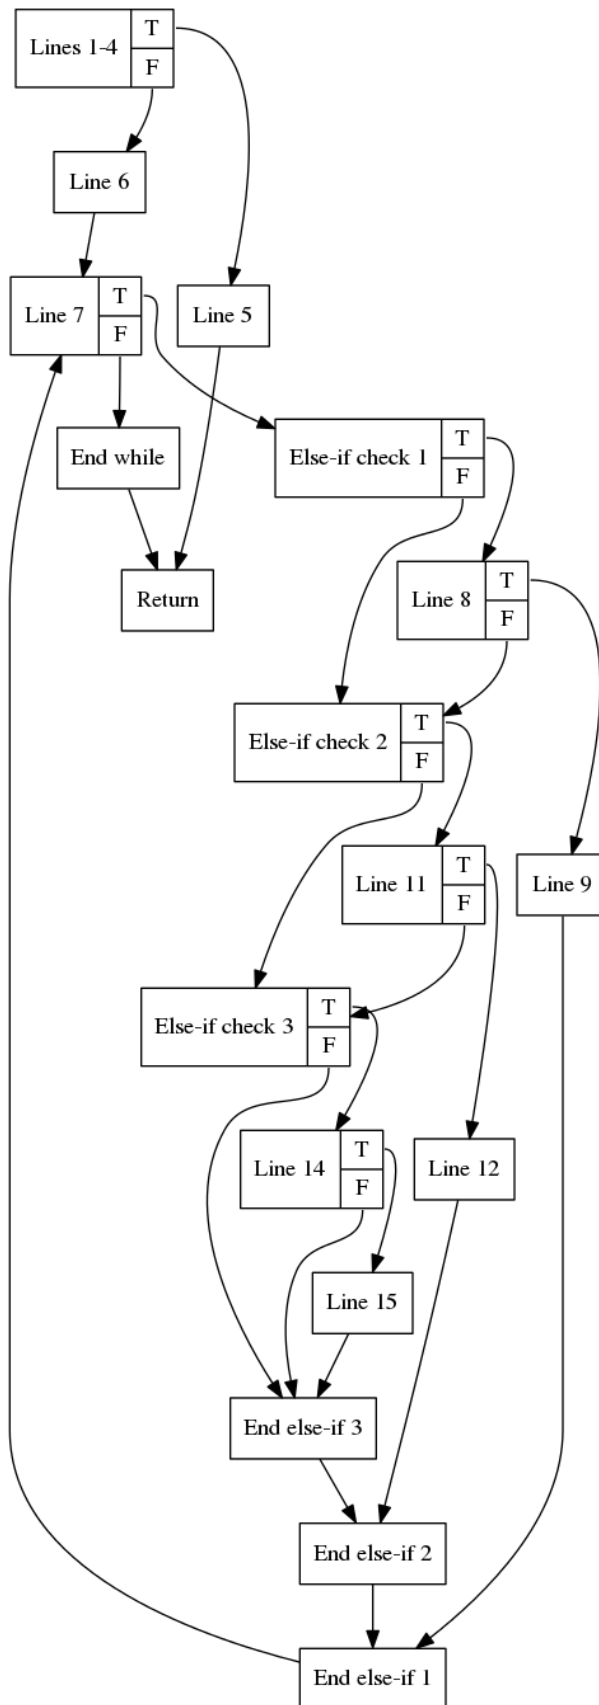 Lines 1-4
T
F
Line 6
Line 7
T
F
Line 5
End while
Else-if check 1
T
F
Return
Line 8
T
F
Else-if check 2
T
F
Line 11
T
F
Line 9
Else-if check 3
T
F
Line 14
T
F
Line 12
Line 15
End else-if 3
End else-if 2
End else-if 1